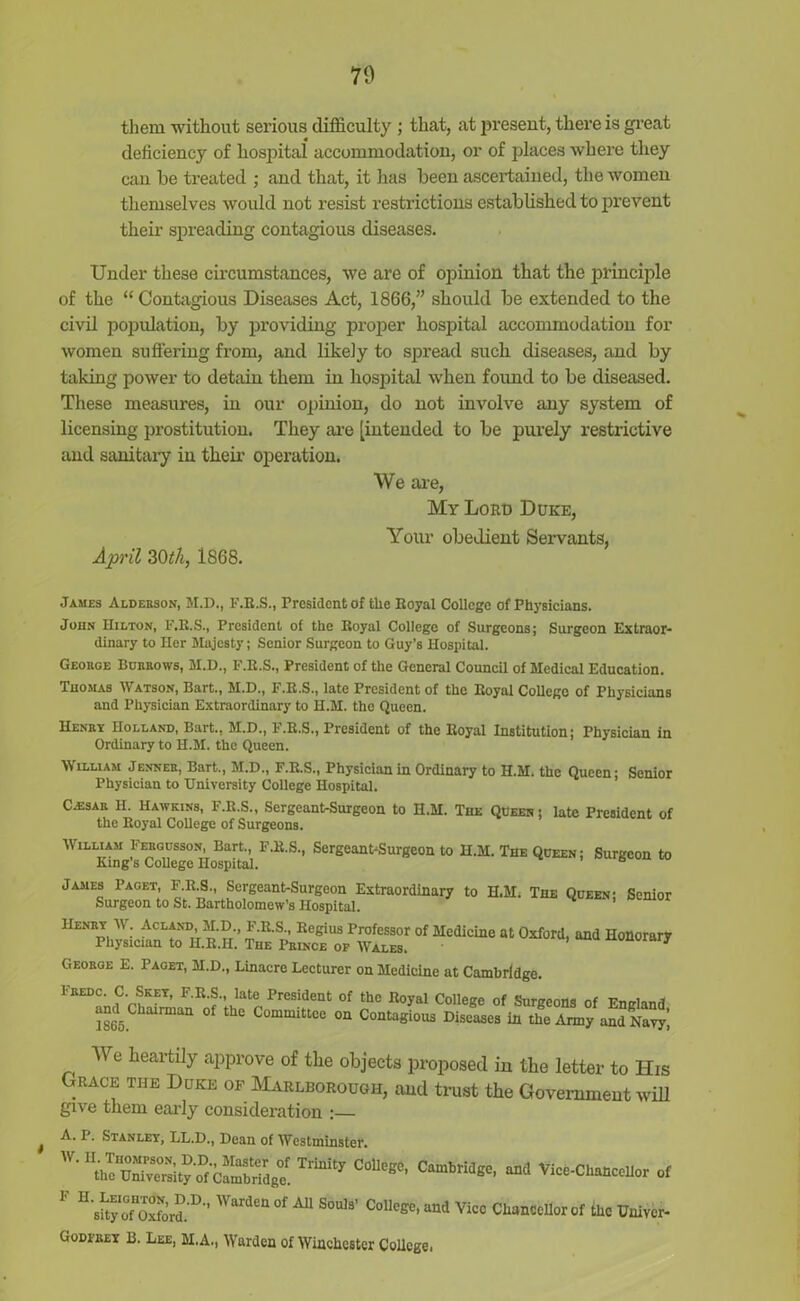 79
them without serious difficulty ; that, at present, there is great
deficiency of hospital accommodation, or of places where they
can be treated ; and that, it has been ascertained, the women
themselves would not resist restrictions established to prevent
their spreading contagious diseases.
Under these circumstances, we are of opinion that the principle
of the “ Contagious Diseases Act, 1866,” should be extended to the
civil population, by providing proper hospital accommodation for
women suffering from, and likely to spread such diseases, and by
taking power to detain them in hospital when found to be diseased.
These measures, in our opinion, do not involve any system of
licensing prostitution. They are [intended to be purely restrictive
and sanitary in their operation.
We are,
My Lord Duke,
Your obedient Servants,
April 30th, 1868.
James Alderson, M.D., F.R.S., President of the Royal College of Physicians.
John Hilton, F.R.S., President of the Royal College of Surgeons; Surgeon Extraor-
dinary to Her Majesty; Senior Surgeon to Guy's Hospital.
George Burrows, M.D., F.R.S., President of the General Council of Medical Education.
Thomas Watson, Bart., M.D., F.R.S., late President of the Royal College of Physicians
and Physician Extraordinary to H.M. the Queen.
Henry Holland, Bart., M.D., F.R.S., President of the Royal Institution; Physician in
Ordinary to H.M. the Queen.
William Jenner, Bart., M.D., F.R.S., Physician in Ordinary to H.M. the Queen; Senior
Physician to University College Hospital.
Cæsar H. Hawkins, F.R.S., Sergeant-Surgeon to H.M. The Queen; late President of
the Royal College of Surgeons.
William Fergusson, Bart., F.R.S., Sergeant-Surgeon to H.M. The Queen; Surgeon to
King's College Hospital.
James Paget, F.R.S., Sergeant-Surgeon Extraordinary to H.M. The Queen; Senior
Surgeon to St. Bartholomew's Hospital.
Henry W. Acland, M.D., F.R.S., Regius Professor of Medicine at Oxford, and Honorary
Physician to H.R.H. The Prince of Wales.
George E. Paget, M.D., Linacre Lecturer on Medicine at Cambridge.
Fredc. C. Skey, F.R.S., late President of the Royal College of Surgeons of England,
and Chairman of the Committee on Contagious Diseases in the Army and Navy,
1865.
We heartily approve of the objects proposed in the letter to His
Grace the Duke of Marlborough, and trust the Government will
give them early consideration :—
A. P. Stanley, LL.D., Dean of Westminster.
W. H. Thompson, D.D., Master of Trinity College, Cambridge, and Vice-Chancellor of
the University of Cambridge.
F H. Leighton, D.D., Warden of All Souls' College, and Vice Chancellor of the Univer-
sity of Oxford.
Godfrey B. Lee, M.A., Warden of Winchester College.